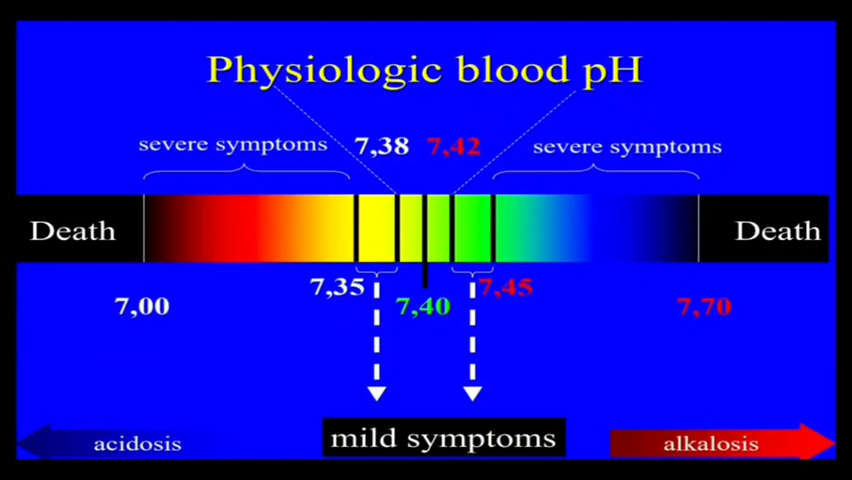 Physiologic blood pH
severe symptoms
7,38
7,42
severe symptoms
Death
Death
7,35
7,45
7,00
7,40
7,70
acidosis
mild symptoms
alkalosis